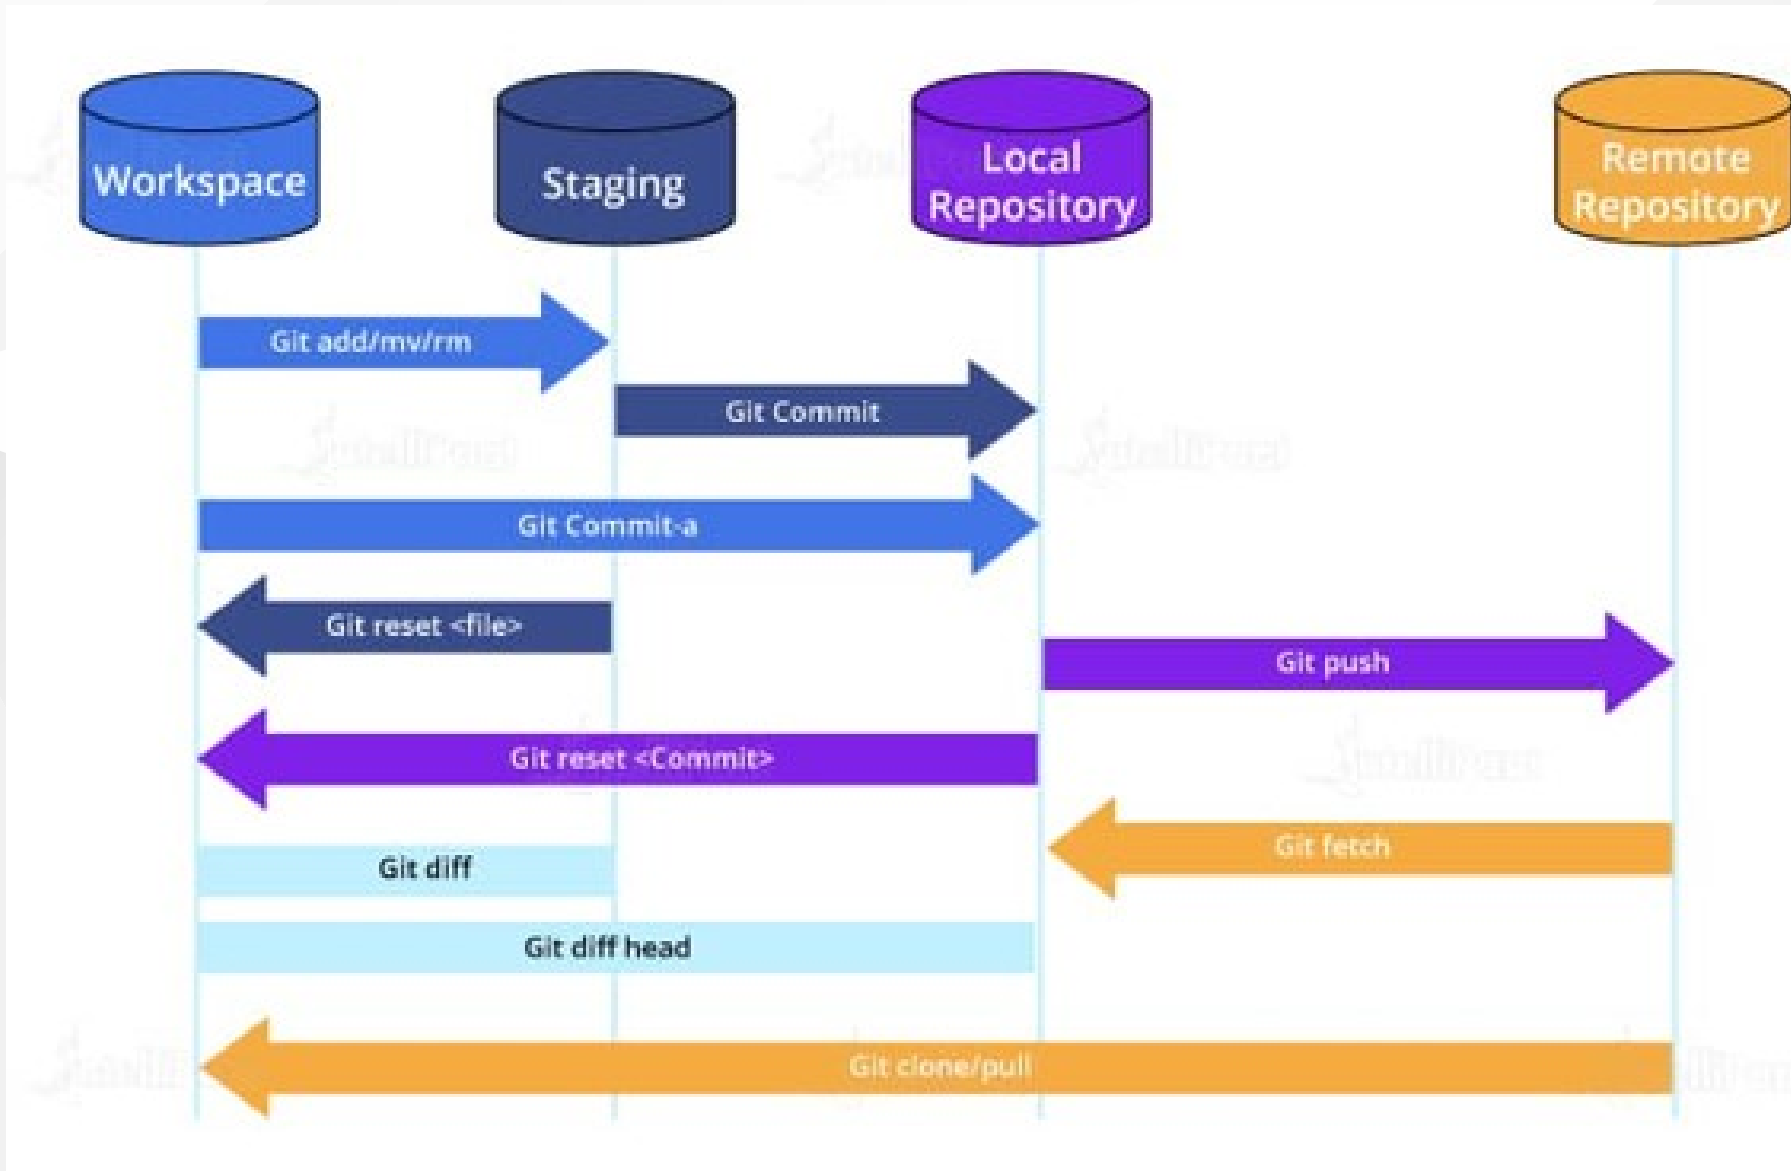 Workspace
Staging
Local
Repository
Remote
Repository
Git add/mv/rm
Git Commit
Git Commit-a
Git reset <file>
Git push
Git reset <Commit>
Git fetch
Git diff
Git diff head
Git clone/pull